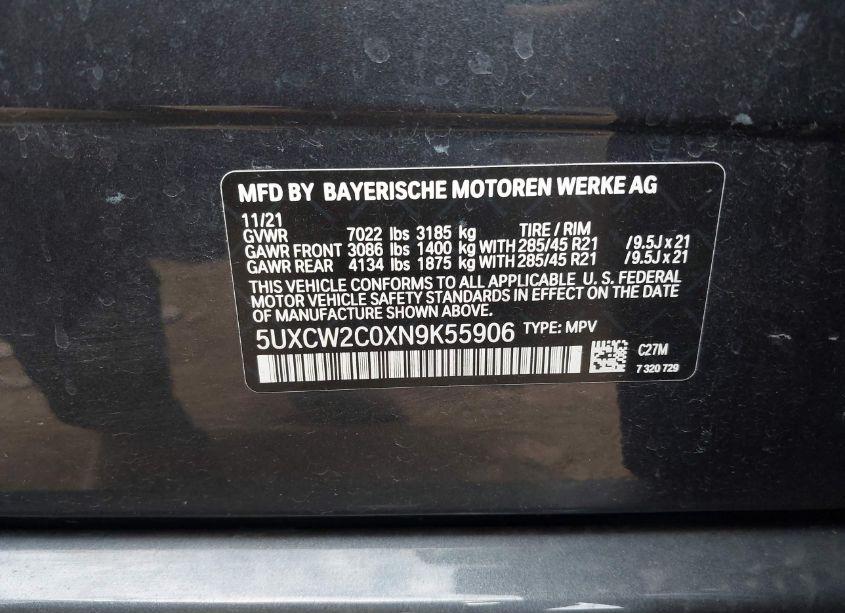 MFD BY BAYERISCHE MOTOREN WERKE AG
11/21
GVWR 7022 lbs 3185 kg TIRE / RIM
GAWR FRONT 3086 lbs 1400 kg WITH 285/45 R21 /9.5J x 21
GAWR REAR 4134 lbs 1875 kg WITH 285/45 R21 /9.5J x 21
THIS VEHICLE CONFORMS TO ALL APPLICABLE U. S. FEDERAL
MOTOR VEHICLE SAFETY STANDARDS IN EFFECT ON THE DATE
OF MANUFACTURE SHOWN ABOVE.
5UXCW2C0XN9K55906 TYPE: MPV
C27M
7 320 729